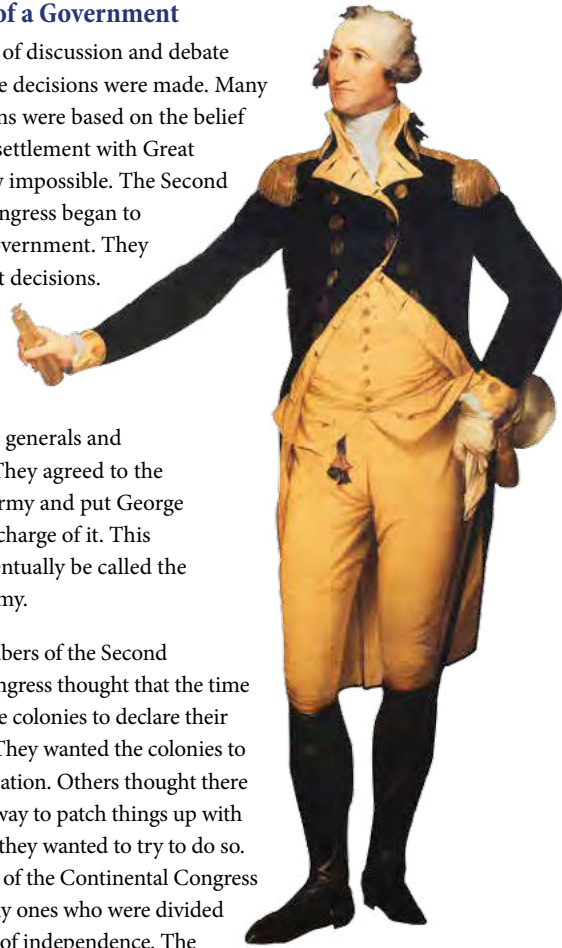 of a Government
of discussion and debate
e decisions were made. Many
ns were based on the belief
settlement with Great
y impossible. The Second
ngress began to
overnment. They
t decisions.
generals and
They agreed to the
rmy and put George
charge of it. This
entually be called the
my.
bers of the Second
ngress thought that the time
e colonies to declare their
They wanted the colonies to
ation. Others thought there
way to patch things up with
they wanted to try to do so.
of the Continental Congress
y ones who were divided
of independence. The